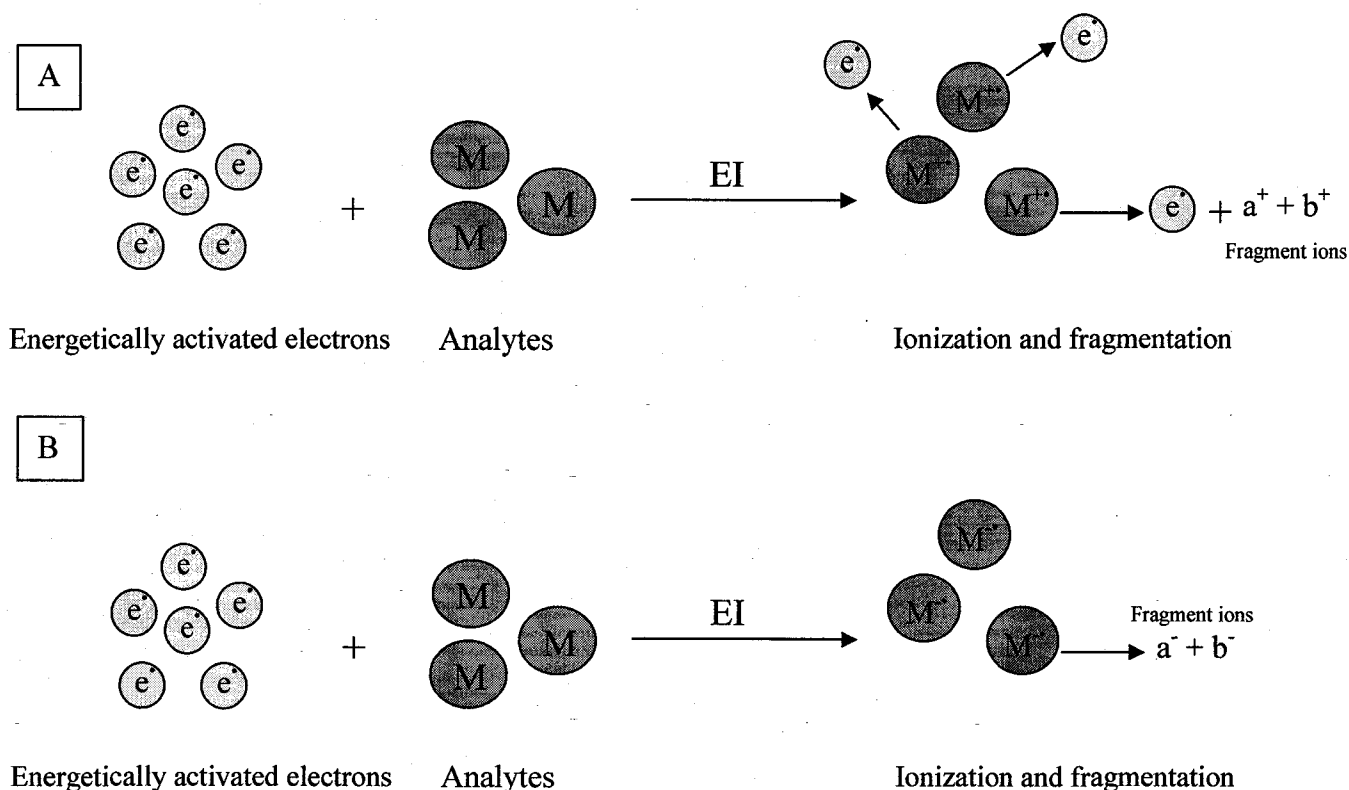 A
e•
e•
e•
e•
e•
e•
e•
e•
+
M
M
M
EI
M+•
M+•
M+•
e•
+ a+ + b+
Fragment ions
Energetically activated electrons
Analytes
Ionization and fragmentation
B
e•
e•
e•
e•
e•
e•
+
M
M
M
EI
M-•
M-•
M-•
Fragment ions
a- + b-
Energetically activated electrons
Analytes
Ionization and fragmentation